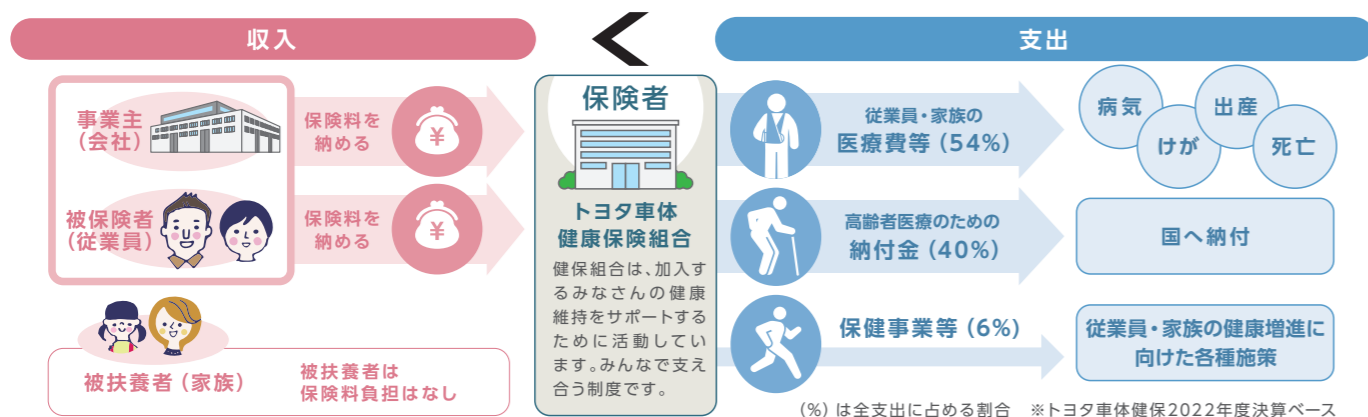 収入
<
支出
事業主
(会社)
保険料を
納める
¥
被保険者
(従業員)
保険料を
納める
¥
被扶養者(家族)
被扶養者は
保険料負担はなし
保険者
トヨタ車体
健康保険組合
健保組合は、加入す
るみなさんの健康
維持をサポートする
ために活動してい
ます。みんなで支え
合う制度です。
従業員・家族の
医療費等(54%)
病気
けが
出産
死亡
高齢者医療のための
納付金(40%)
国へ納付
保健事業等(6%)
従業員・家族の健康増進に
向けた各種施策
(%)は全支出に占める割合 ※トヨタ車体健保2022年度決算ベース